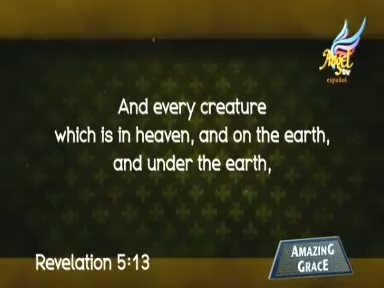 Angel
TV
español
And every creature
which is in heaven, and on the earth,
and under the earth,
Revelation 5:13
AMAZING
GRACE